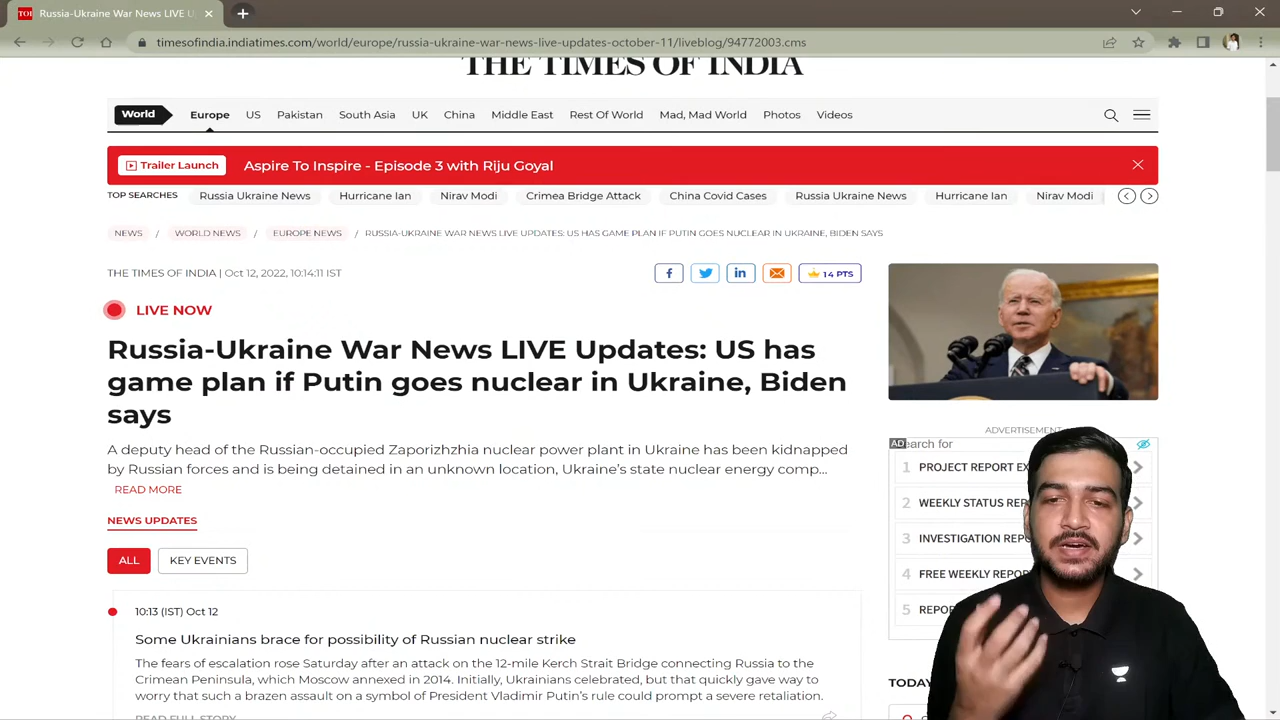 Russia-Ukraine War News LIVE U
timesofindia.indiatimes.com/world/europe/russia-ukraine-war-news-live-updates-october-11/liveblog/94772003.cms
THE TIMES OF INDIA
World Europe US Pakistan South Asia UK China Middle East Rest Of World Mad, Mad World Photos Videos
Trailer Launch Aspire To Inspire - Episode 3 with Riju Goyal
TOP SEARCHES Russia Ukraine News Hurricane Ian Nirav Modi Crimea Bridge Attack China Covid Cases Russia Ukraine News Hurricane Ian Nirav Modi
NEWS / WORLD NEWS / EUROPE NEWS / RUSSIA-UKRAINE WAR NEWS LIVE UPDATES: US HAS GAME PLAN IF PUTIN GOES NUCLEAR IN UKRAINE, BIDEN SAYS
THE TIMES OF INDIA | Oct 12, 2022, 10:14:11 IST
14 PTS
LIVE NOW
Russia-Ukraine War News LIVE Updates: US has
game plan if Putin goes nuclear in Ukraine, Biden
says
A deputy head of the Russian-occupied Zaporizhzhia nuclear power plant in Ukraine has been kidnapped
by Russian forces and is being detained in an unknown location, Ukraine's state nuclear energy comp...
READ MORE
NEWS UPDATES
ALL KEY EVENTS
10:13 (IST) Oct 12
Some Ukrainians brace for possibility of Russian nuclear strike
The fears of escalation rose Saturday after an attack on the 12-mile Kerch Strait Bridge connecting Russia to the
Crimean Peninsula, which Moscow annexed in 2014. Initially, Ukrainians celebrated, but that quickly gave way to
worry that such a brazen assault on a symbol of President Vladimir Putin's rule could prompt a severe retaliation.
READ FULL STORY
ADVERTISEMENT
AD earch for
1 PROJECT REPORT EX
2 WEEKLY STATUS REP
3 INVESTIGATION REPO
4 FREE WEEKLY REPOR
5 REPO
TODAY